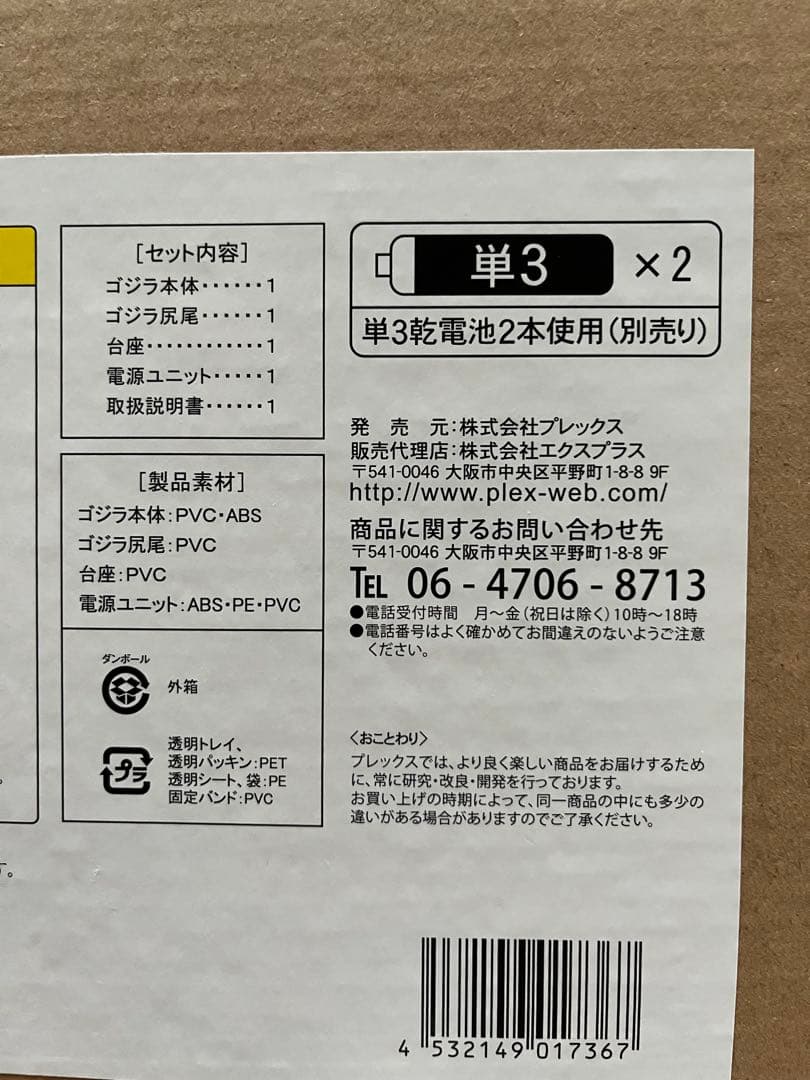 [セット内容]
ゴジラ本体・・・・・・1
ゴジラ尻尾・・・・・・1
台座・・・・・・・・・・・・1
電源ユニット・・・・・1
取扱説明書・・・・・・1
[製品素材]
ゴジラ本体:PVC・ABS
ゴジラ尻尾:PVC
台座:PVC
電源ユニット:ABS・PE・PVC
ダンボール
外箱
プラ
透明トレイ、
透明パッキン:PET
透明シート、袋:PE
固定バンド:PVC
単3 ×2
単3乾電池2本使用(別売り)
発売元:株式会社プレックス
販売代理店:株式会社エクスプラス
〒541-0046 大阪市中央区平野町1-8-8 9F
http://www.plex-web.com/
商品に関するお問い合わせ先
〒541-0046 大阪市中央区平野町1-8-8 9F
TEL 06-4706-8713
●電話受付時間 月〜金(祝日は除く)10時〜18時
●電話番号はよく確かめてお間違えのないようご注意
ください。
〈おことわり〉
プレックスでは、より良く楽しい商品をお届けするため
に、常に研究・改良・開発を行っております。
お買い上げの時期によって、同一商品の中にも多少の
違いがある場合がありますのでご了承ください。
す。
4 532149 017367